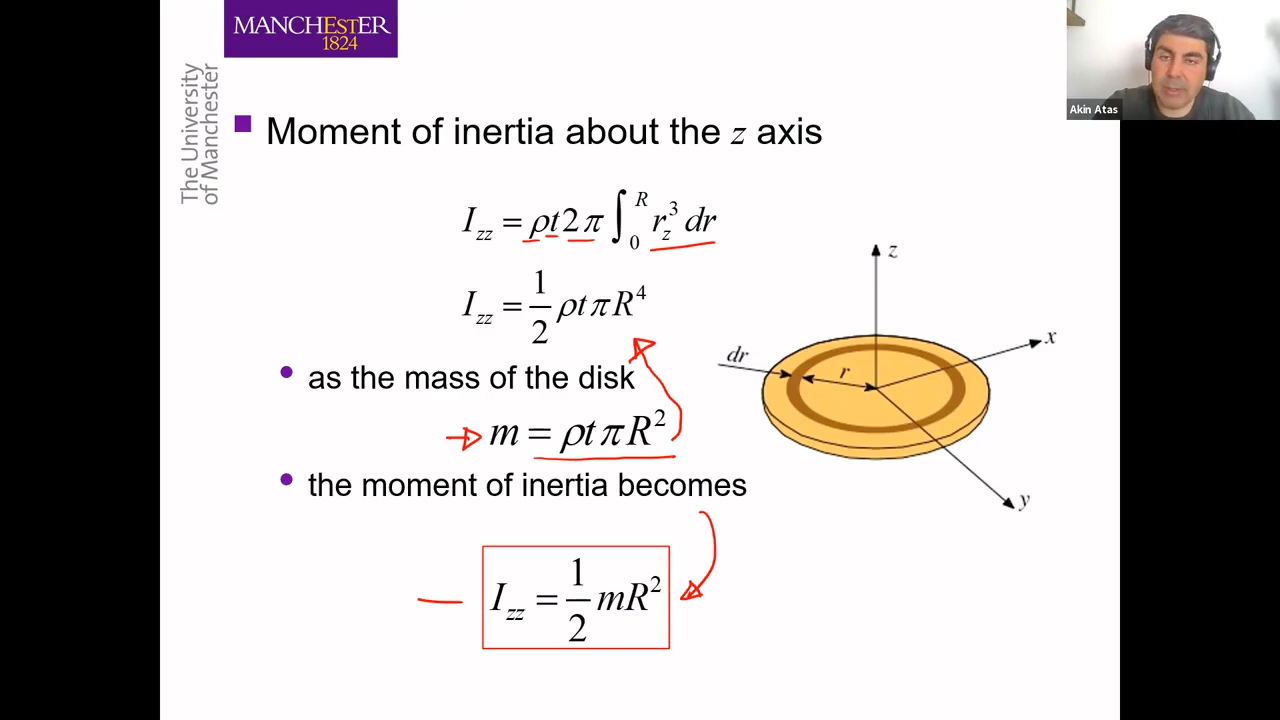 MANCHESTER
1824
The University
of Manchester
Akin Atas
Moment of inertia about the z axis
I_zz = ρt2π ∫_0^R r_z^3 dr
I_zz = 1/2 ρtπR^4
as the mass of the disk
m = ρtπR^2
the moment of inertia becomes
I_zz = 1/2 mR^2
z
x
dr
r
y